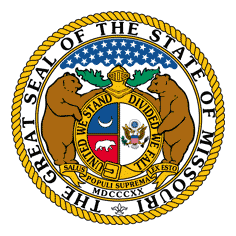 THE GREAT SEAL OF THE STATE OF MISSOURI
UNITED WE STAND DIVIDED WE FALL
SALUS POPULI SUPREMA LEX ESTO
MDCCCXX